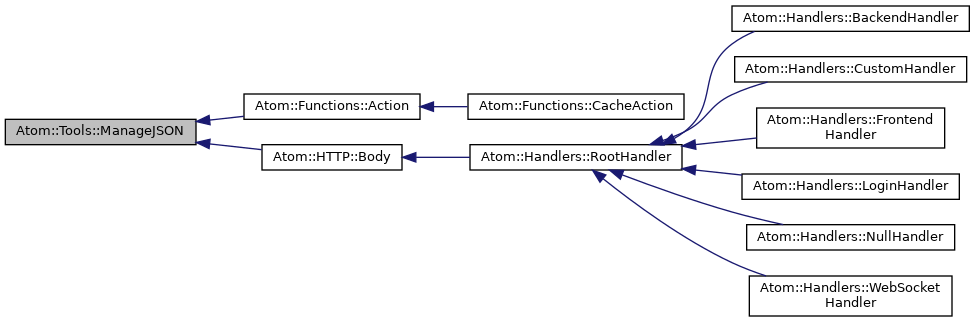 Atom::Tools::ManageJSON
Atom::Functions::Action
Atom::HTTP::Body
Atom::Functions::CacheAction
Atom::Handlers::RootHandler
Atom::Handlers::BackendHandler
Atom::Handlers::CustomHandler
Atom::Handlers::Frontend
Handler
Atom::Handlers::LoginHandler
Atom::Handlers::NullHandler
Atom::Handlers::WebSocket
Handler